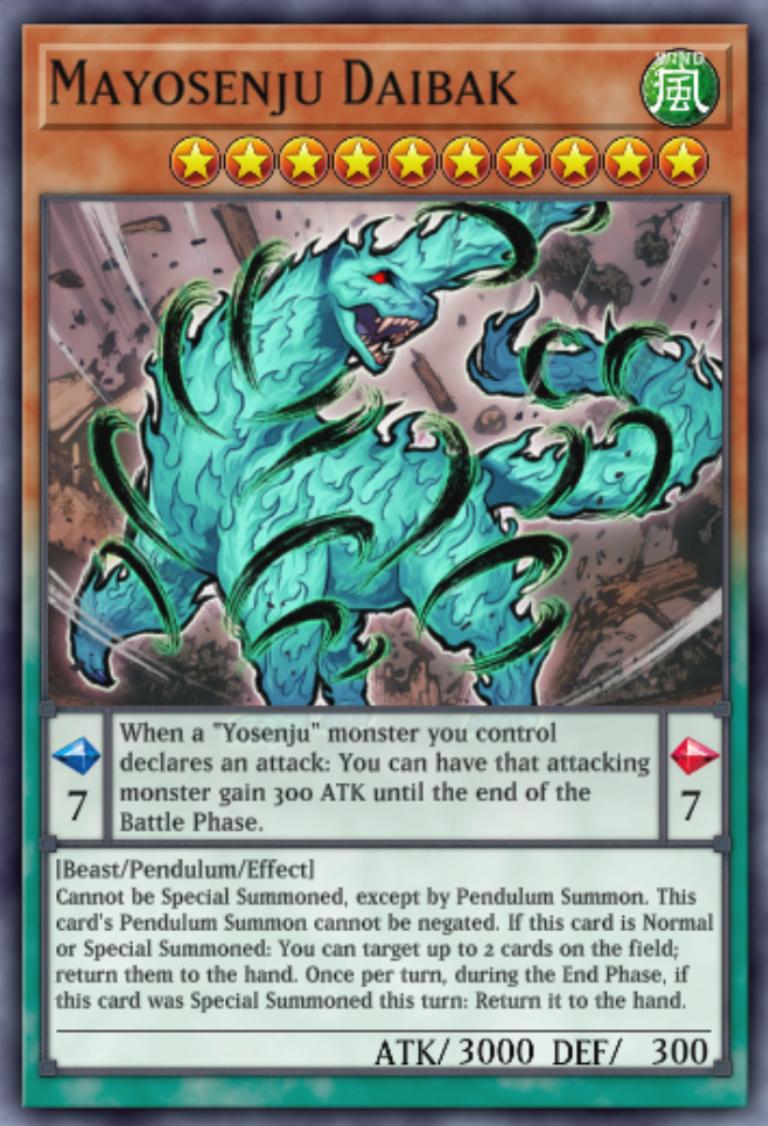 Mayosenju Daibak
WIND
風
When a "Yosenju" monster you control
declares an attack: You can have that attacking
monster gain 300 ATK until the end of the
Battle Phase.
7
7
[Beast/Pendulum/Effect]
Cannot be Special Summoned, except by Pendulum Summon. This
card's Pendulum Summon cannot be negated. If this card is Normal
or Special Summoned: You can target up to 2 cards on the field;
return them to the hand. Once per turn, during the End Phase, if
this card was Special Summoned this turn: Return it to the hand.
ATK/ 3000 DEF/ 300